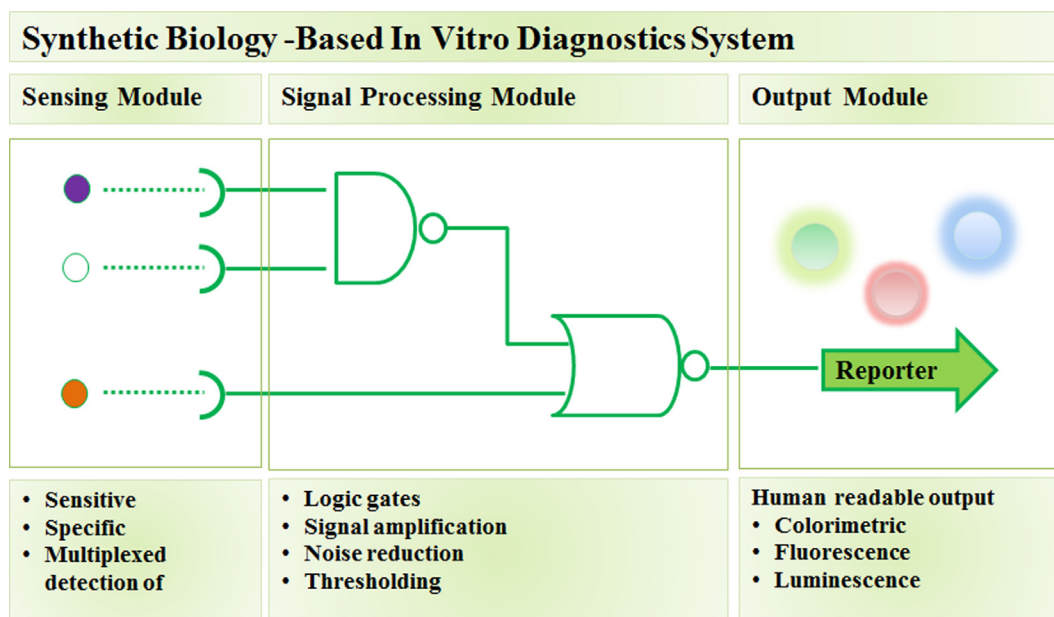 Synthetic Biology -Based In Vitro Diagnostics System
Sensing Module
Signal Processing Module
Output Module
Reporter
• Sensitive
• Specific
• Multiplexed
detection of
• Logic gates
• Signal amplification
• Noise reduction
• Thresholding
Human readable output
• Colorimetric
• Fluorescence
• Luminescence